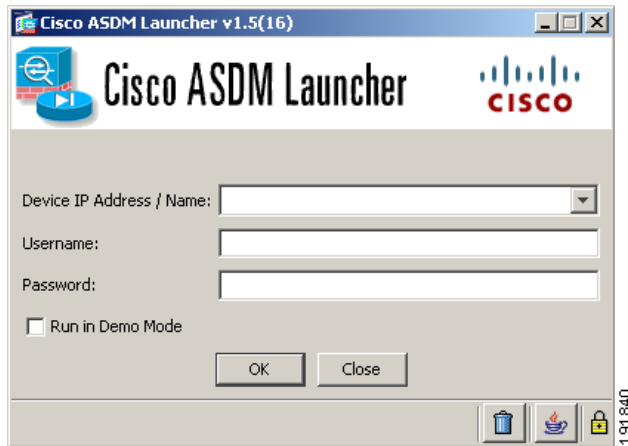 Cisco ASDM Launcher v1.5(16)
Cisco ASDM Launcher
CISCO
Device IP Address / Name:
Username:
Password:
Run in Demo Mode
OK
Close
191840